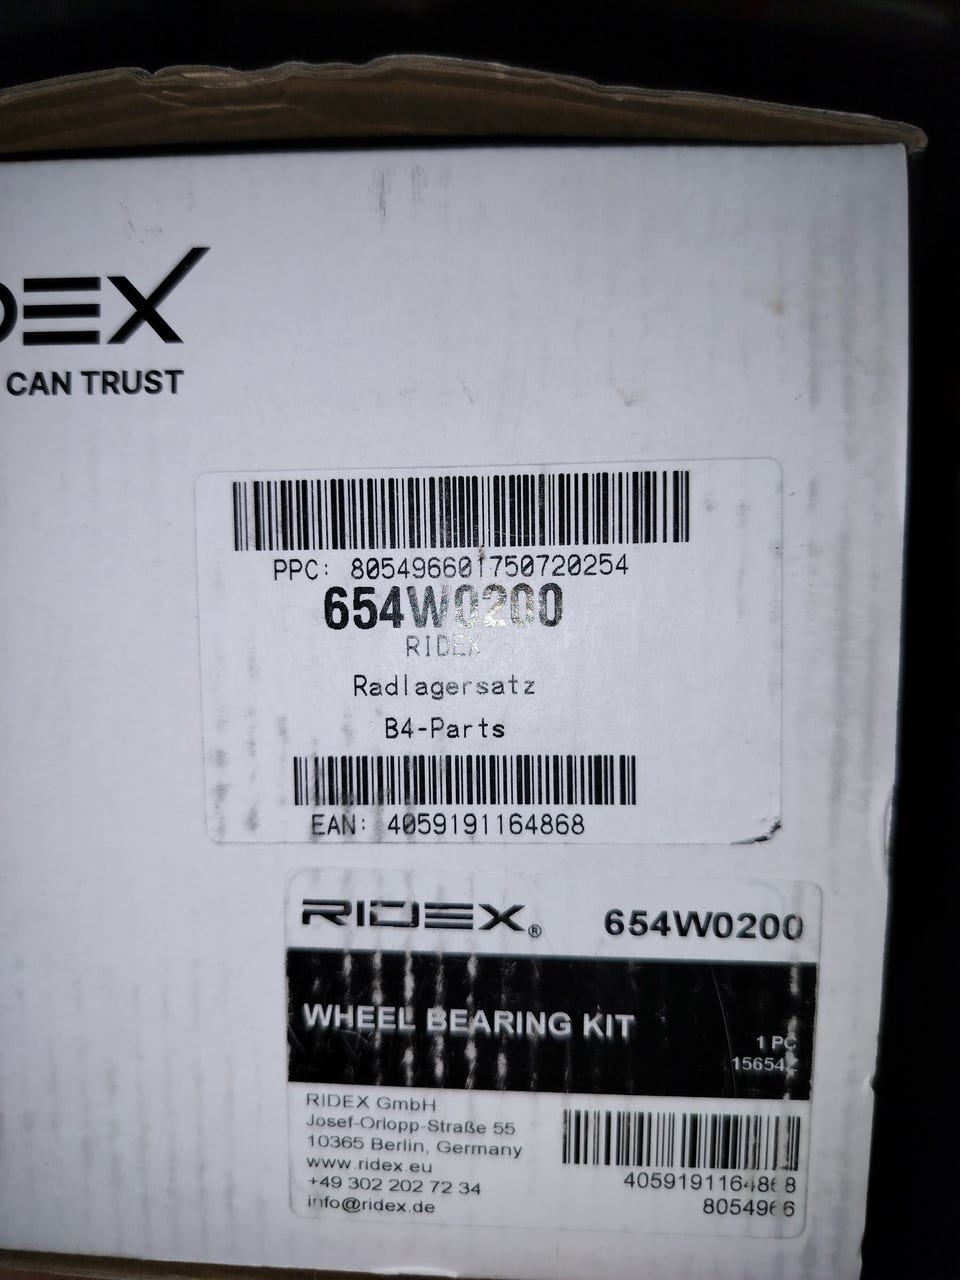 DEX
CAN TRUST
PPC: 805496601750720254
654W0200
RIDEX
Radlagersatz
B4-Parts
EAN: 4059191164868
RIDEX® 654W0200
WHEEL BEARING KIT
1 PC
RIDEX GmbH
Josef-Orlopp-Straße 55
10365 Berlin, Germany
www.ridex.eu
+49 302 202 72 34
info@ridex.de
4059191164868
8054966